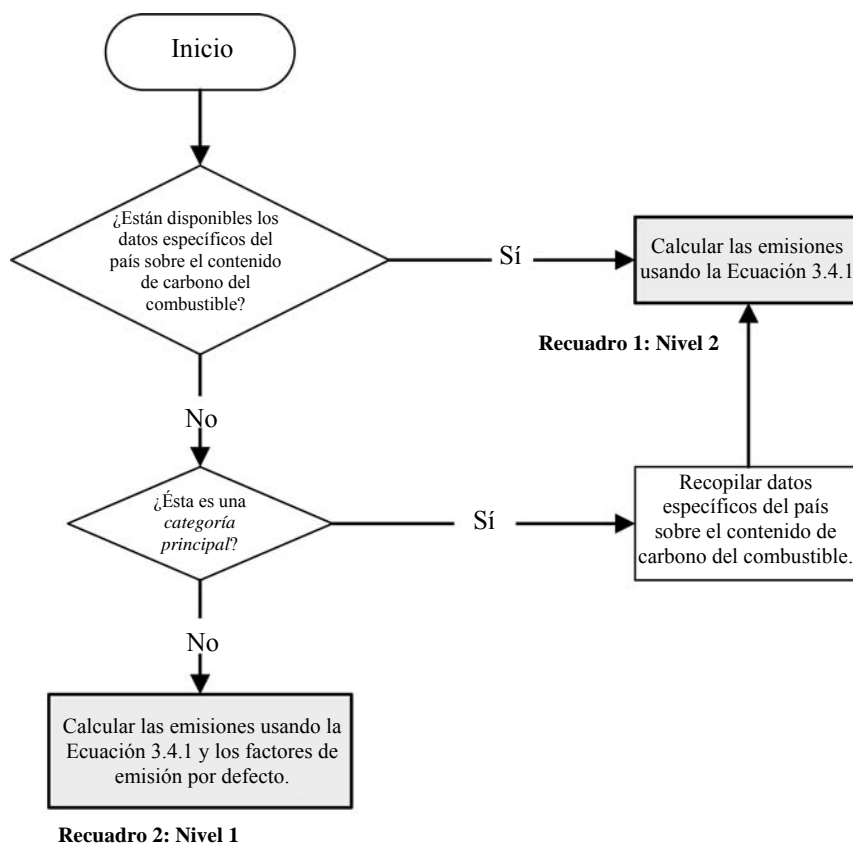 Inicio
¿Están disponibles los
datos específicos del
país sobre el contenido
de carbono del
combustible?
Sí
Calcular las emisiones
usando la Ecuación 3.4.1
Recuadro 1: Nivel 2
No
¿Ésta es una
categoría
principal?
Sí
Recopilar datos
específicos del país
sobre el contenido de
carbono del combustible.
No
Calcular las emisiones usando la
Ecuación 3.4.1 y los factores de
emisión por defecto.
Recuadro 2: Nivel 1